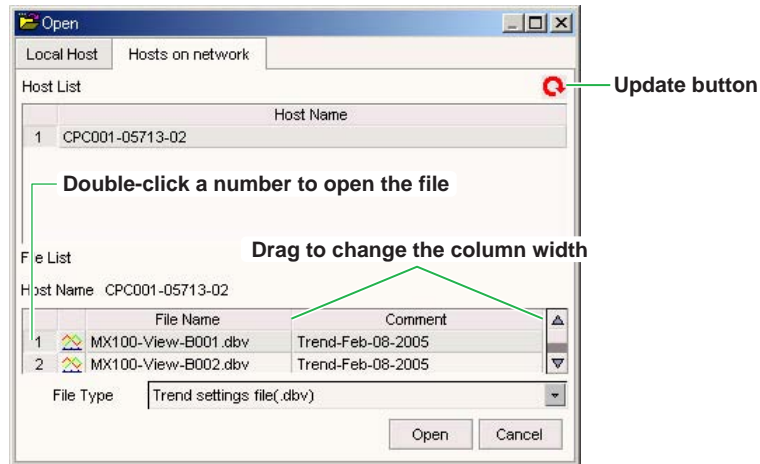 Open
Local Host Hosts on network
Host List
Update button
Host Name
1 CPC001-05713-02
Double-click a number to open the file
Drag to change the column width
File List
Host Name CPC001-05713-02
File Name Comment
1 MX100-View-B001.dbv Trend-Feb-08-2005
2 MX100-View-B002.dbv Trend-Feb-08-2005
File Type Trend settings file(.dbv)
Open Cancel